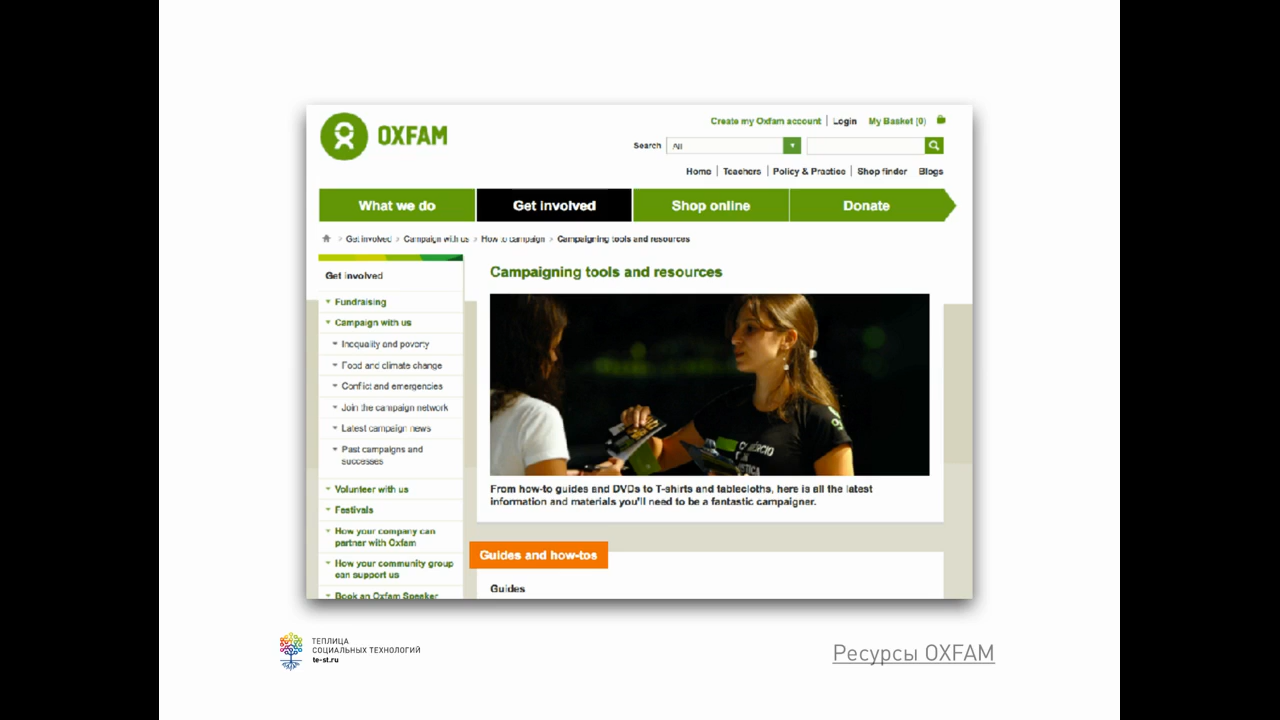 OXFAM
Create my Oxfam account | Login My Basket (0)
Search All
Home | Teachers | Policy & Practice | Shop finder Blogs
What we do Get involved Shop online Donate
Get involved > Campaign with us > How to campaign > Campaigning tools and resources
Get involved
Fundraising
Campaign with us
Inequality and poverty
Food and climate change
Conflict and emergencies
Join the campaign network
Latest campaign news
Past campaigns and
successes
Volunteer with us
Festivals
How your company can
partner with Oxfam
How your community group
can support us
Book an Oxfam Speaker
Campaigning tools and resources
From how-to guides and DVDs to T-shirts and tablecloths, here is all the latest
information and materials you'll need to be a fantastic campaigner.
Guides and how-tos
Guides
ТЕПЛИЦА
СОЦИАЛЬНЫХ ТЕХНОЛОГИЙ
te-st.ru
Ресурсы OXFAM